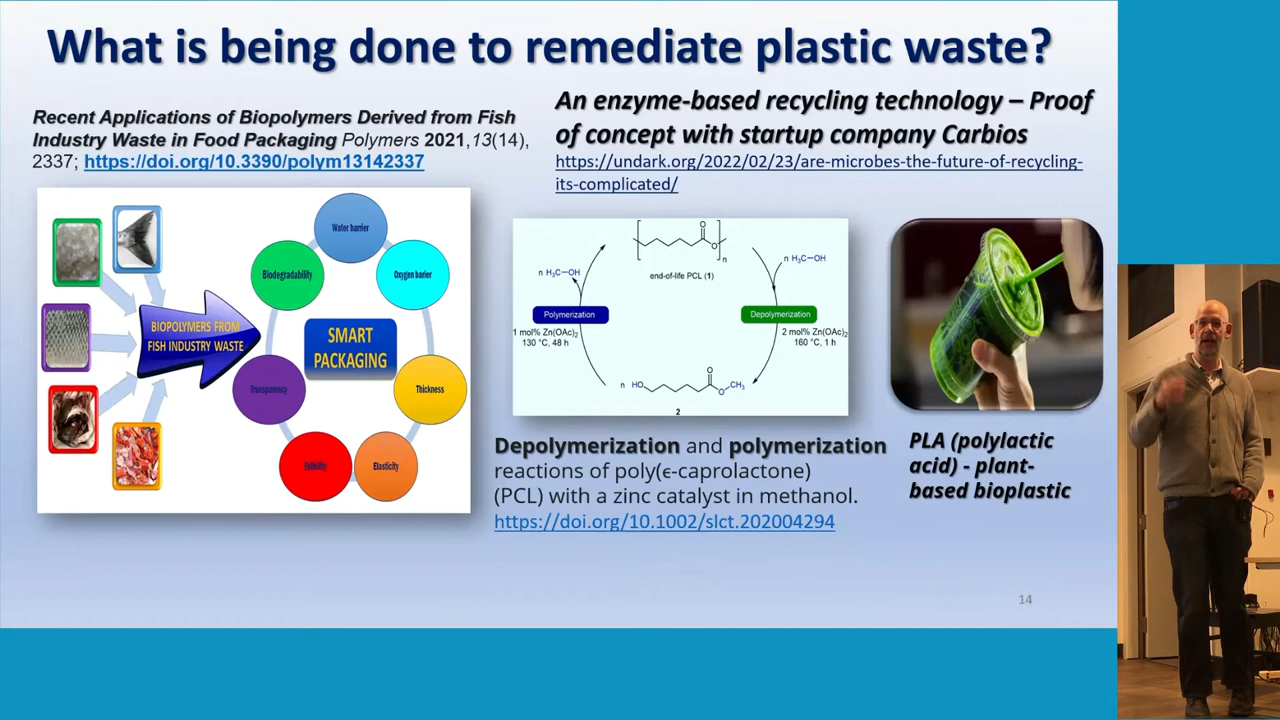 What is being done to remediate plastic waste?
Recent Applications of Biopolymers Derived from Fish
Industry Waste in Food Packaging Polymers 2021,13(14),
2337; https://doi.org/10.3390/polym13142337
An enzyme-based recycling technology – Proof
of concept with startup company Carbios
https://undark.org/2022/02/23/are-microbes-the-future-of-recycling-
its-complicated/
BIOPOLYMERS FROM
FISH INDUSTRY WASTE
Water barrier
Biodegradability
Oxygen barrier
SMART
PACKAGING
Transparency
Thickness
Edibility
Elasticity
O
O
n
end-of-life PCL (1)
n H₃C—OH
n H₃C—OH
Polymerization
1 mol% Zn(OAc)₂
130 °C, 48 h
Depolymerization
2 mol% Zn(OAc)₂
160 °C, 1 h
O
n HO
O
CH₃
2
Depolymerization and polymerization
reactions of poly(ϵ-caprolactone)
(PCL) with a zinc catalyst in methanol.
https://doi.org/10.1002/slct.202004294
PLA (polylactic
acid) - plant-
based bioplastic
14